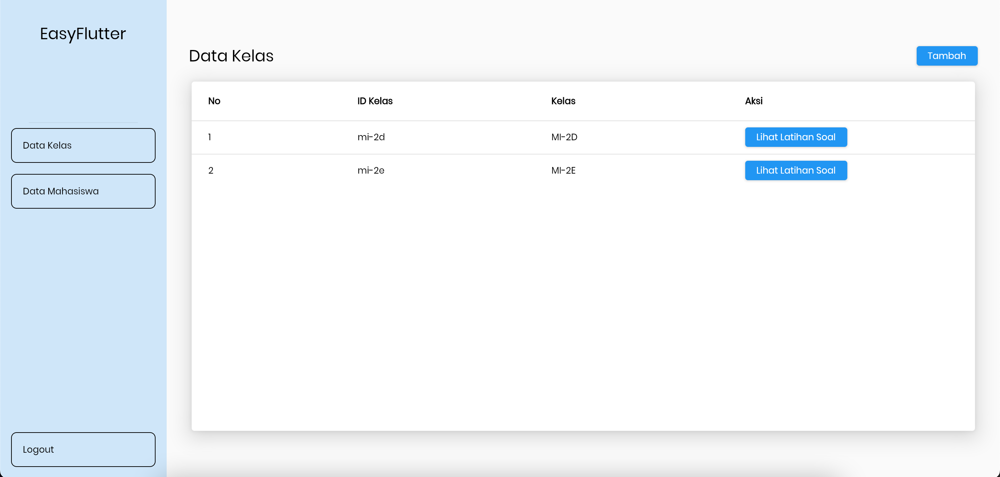 EasyFlutter
Data Kelas
Data Mahasiswa
Logout
Data Kelas
Tambah
No ID Kelas Kelas Aksi
1 mi-2d MI-2D Lihat Latihan Soal
2 mi-2e MI-2E Lihat Latihan Soal